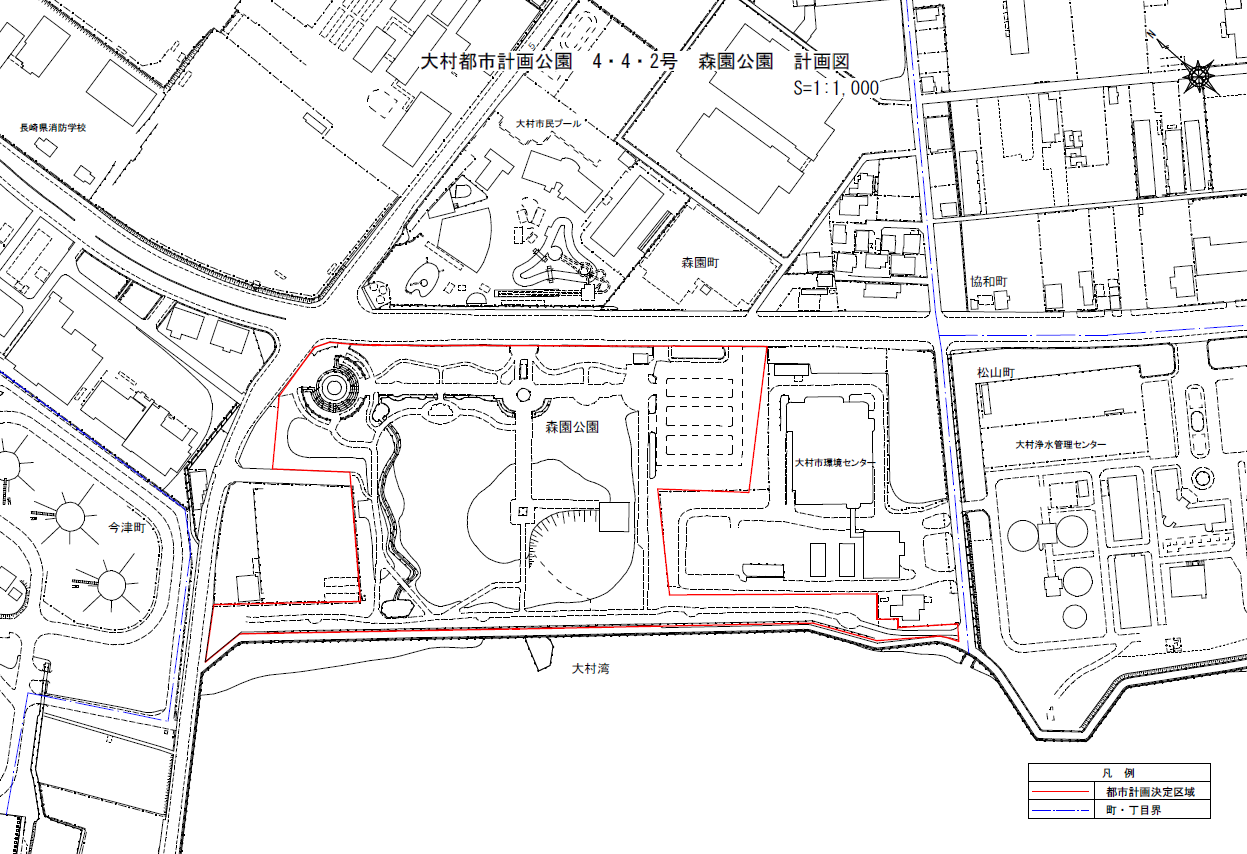 大村都市計画公園　4・4・2号　森園公園　計画図
S=1:1,000
N
長崎県消防学校
大村市民プール
森園町
協和町
松山町
森園公園
大村浄水管理センター
大村市環境センター
今津町
大村湾
凡　例
都市計画決定区域
町・丁目界